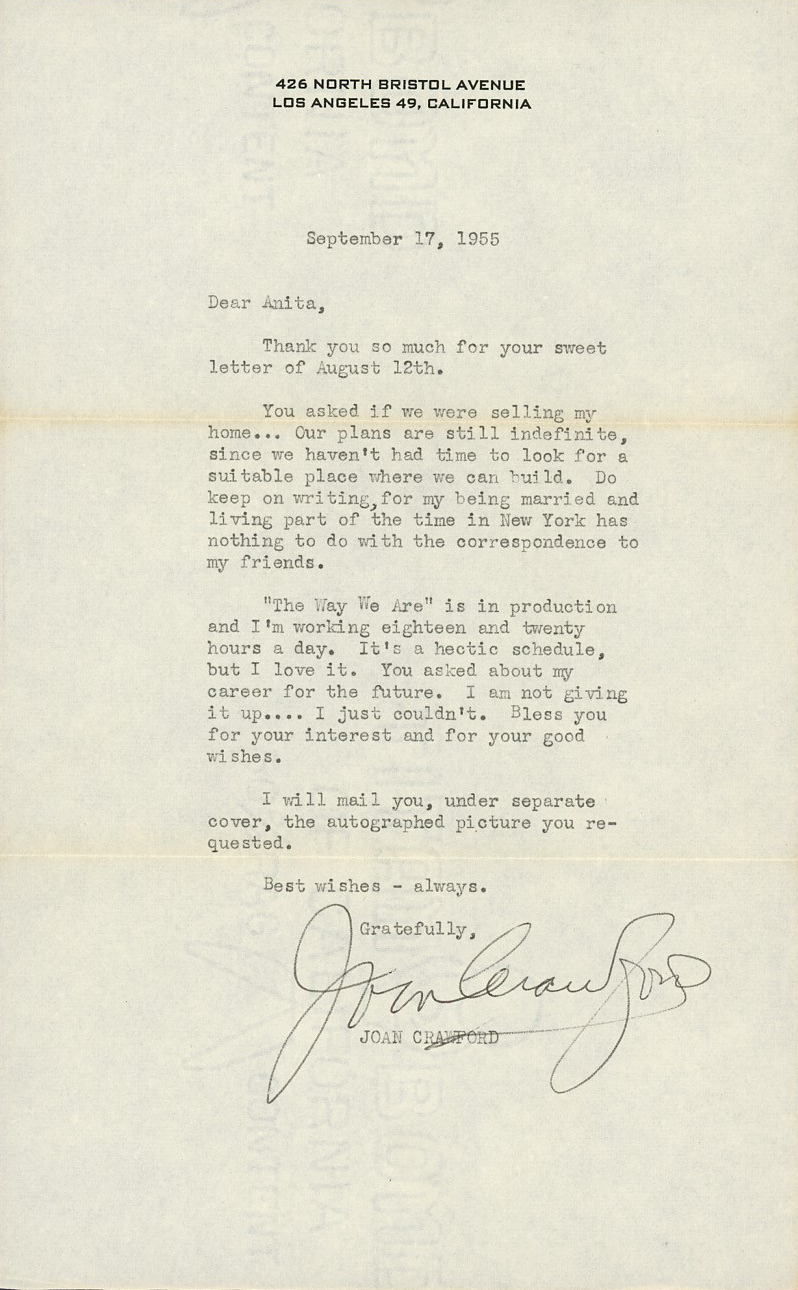 426 NORTH BRISTOL AVENUE
LOS ANGELES 49, CALIFORNIA
September 17, 1955
Dear Anita,
Thank you so much for your sweet
letter of August 12th.
You asked if we were selling my
home... Our plans are still indefinite,
since we haven't had time to look for a
suitable place where we can build. Do
keep on writing, for my being married and
living part of the time in New York has
nothing to do with the correspondence to
my friends.
"The Way We Are" is in production
and I'm working eighteen and twenty
hours a day. It's a hectic schedule,
but I love it. You asked about my
career for the future. I am not giving
it up.... I just couldn't. Bless you
for your interest and for your good
wishes.
I will mail you, under separate
cover, the autographed picture you re-
quested.
Best wishes - always.
Gratefully,
Joan Crawford
JOAN CRAWFORD